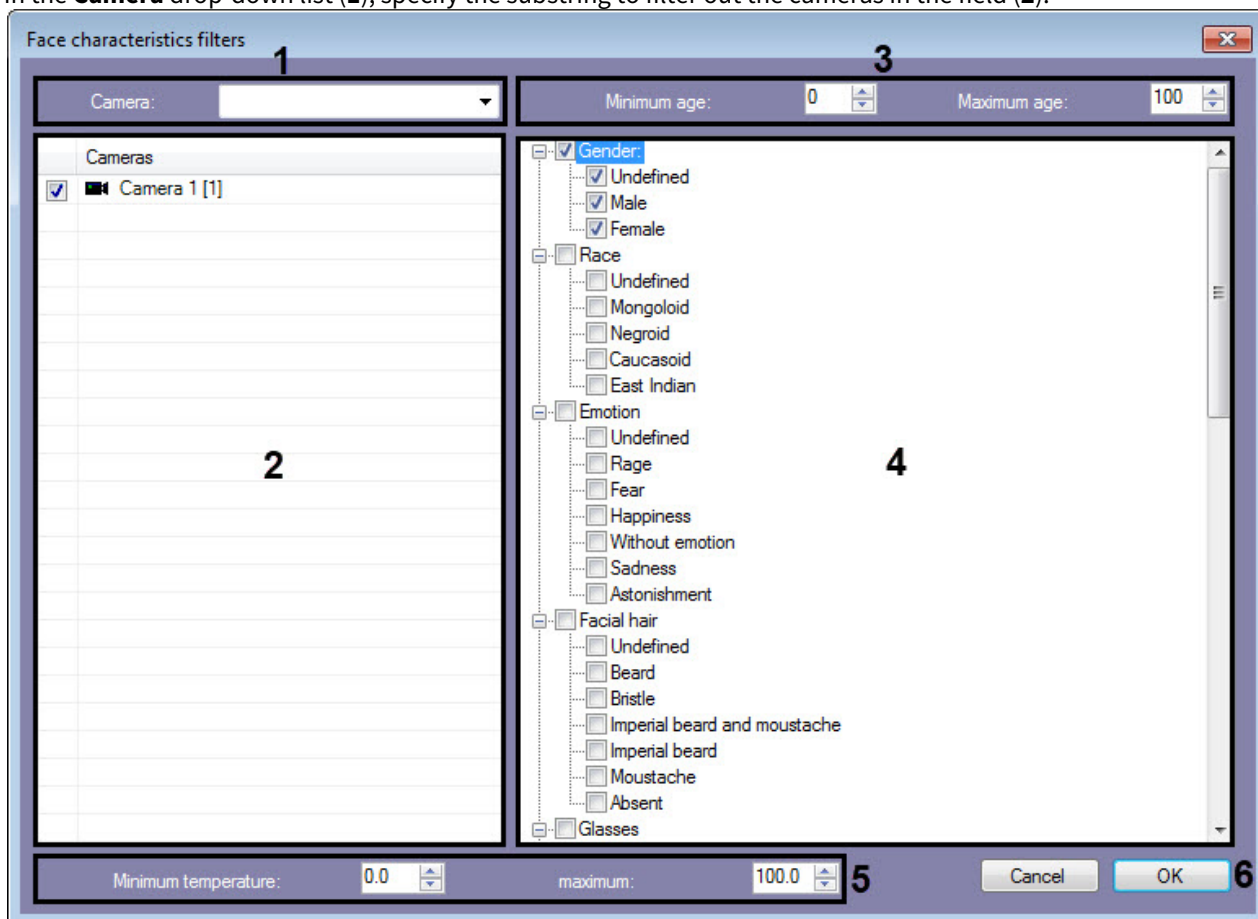 In the Camera drop-down list (1), specify the substring to filter out the cameras in the field (2).
Face characteristics filters
1
3
Camera:
Minimum age: 0 Maximum age: 100
Cameras
Camera 1 [1]
2
Gender:
Undefined
Male
Female
Race
Undefined
Mongoloid
Negroid
Caucasoid
East Indian
Emotion
Undefined
Rage
4
Fear
Happiness
Without emotion
Sadness
Astonishment
Facial hair
Undefined
Beard
Bristle
Imperial beard and moustache
Imperial beard
Moustache
Absent
Glasses
Minimum temperature: 0.0 maximum: 100.0 5
Cancel OK 6